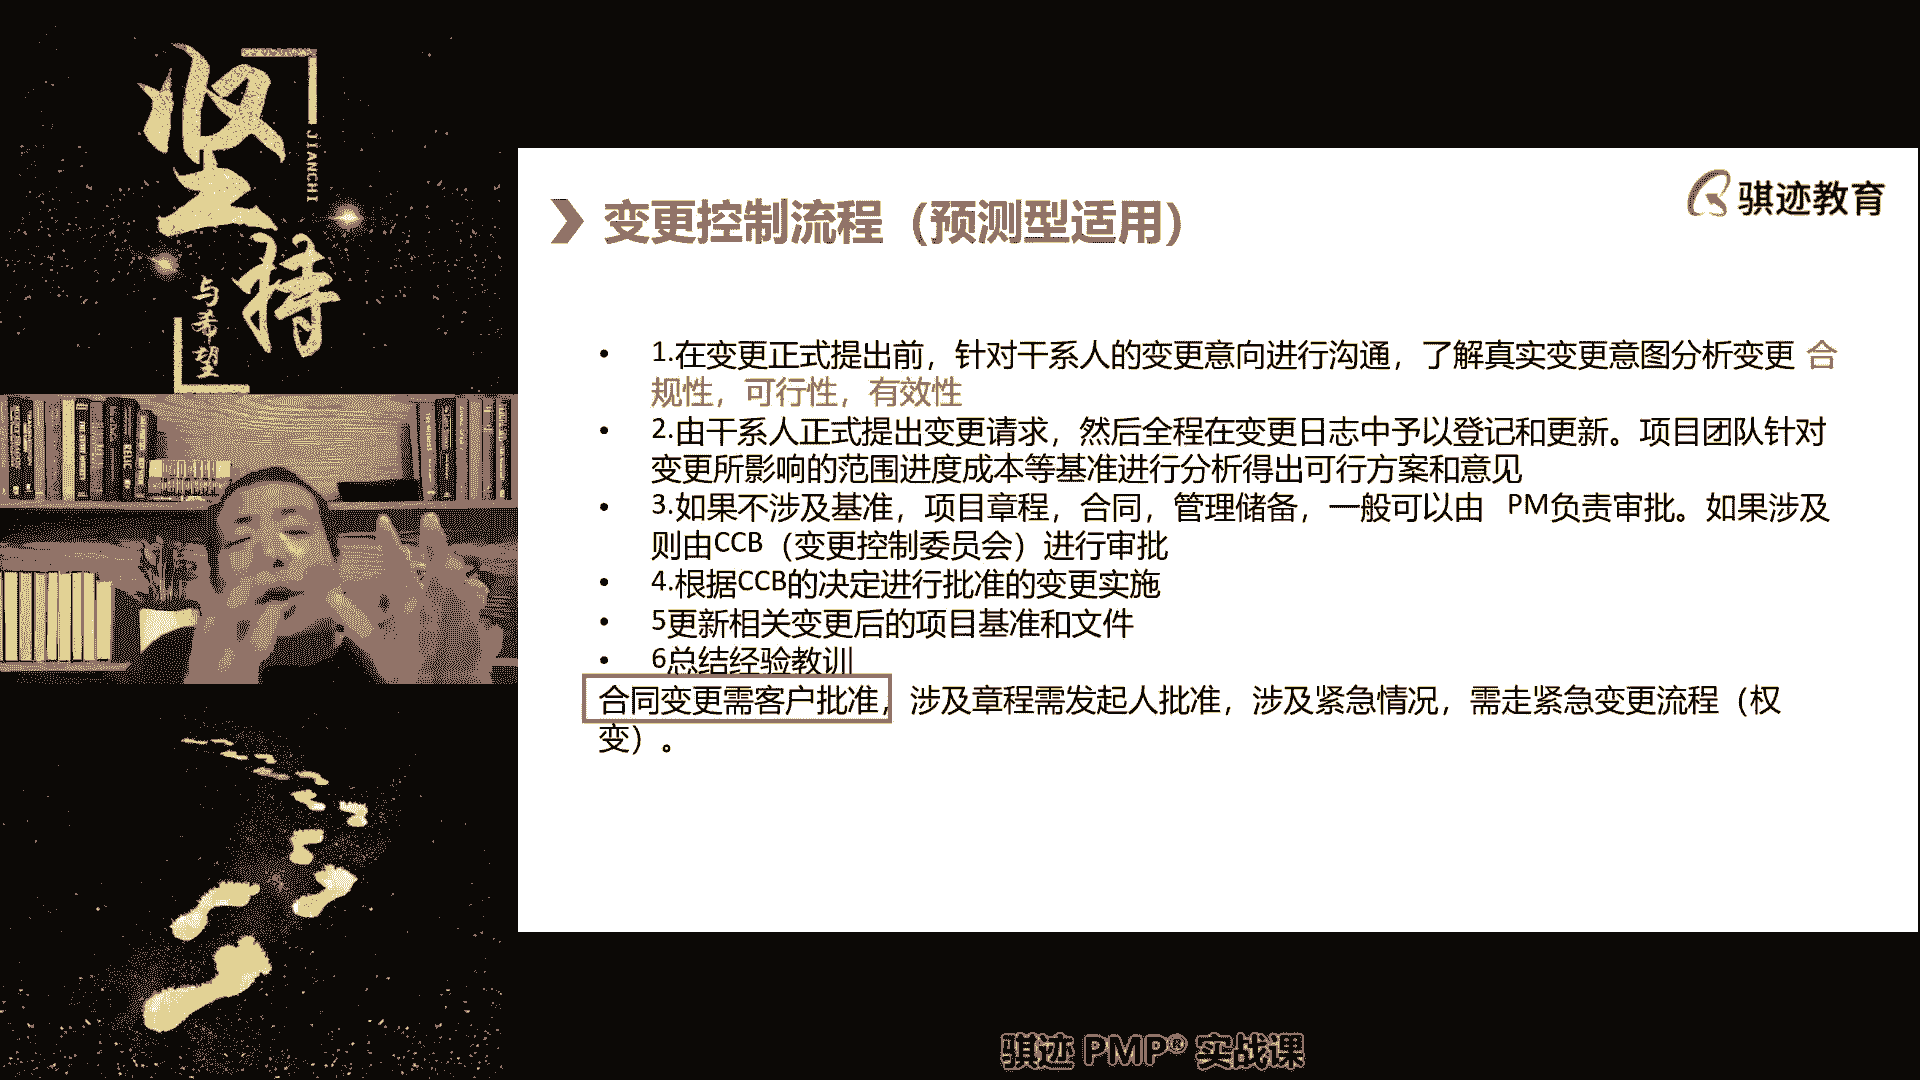 坚持
JIANCHI
与希望
骐迹教育
变更控制流程（预测型适用）
• 1.在变更正式提出前，针对干系人的变更意向进行沟通，了解真实变更意图分析变更 合
规性，可行性，有效性
• 2.由干系人正式提出变更请求，然后全程在变更日志中予以登记和更新。项目团队针对
变更所影响的范围进度成本等基准进行分析得出可行方案和意见
• 3.如果不涉及基准，项目章程，合同，管理储备，一般可以由 PM负责审批。如果涉及
则由CCB（变更控制委员会）进行审批
• 4.根据CCB的决定进行批准的变更实施
• 5更新相关变更后的项目基准和文件
• 6总结经验教训
合同变更需客户批准，涉及章程需发起人批准，涉及紧急情况，需走紧急变更流程（权
变）。
骐迹 PMP® 实战课